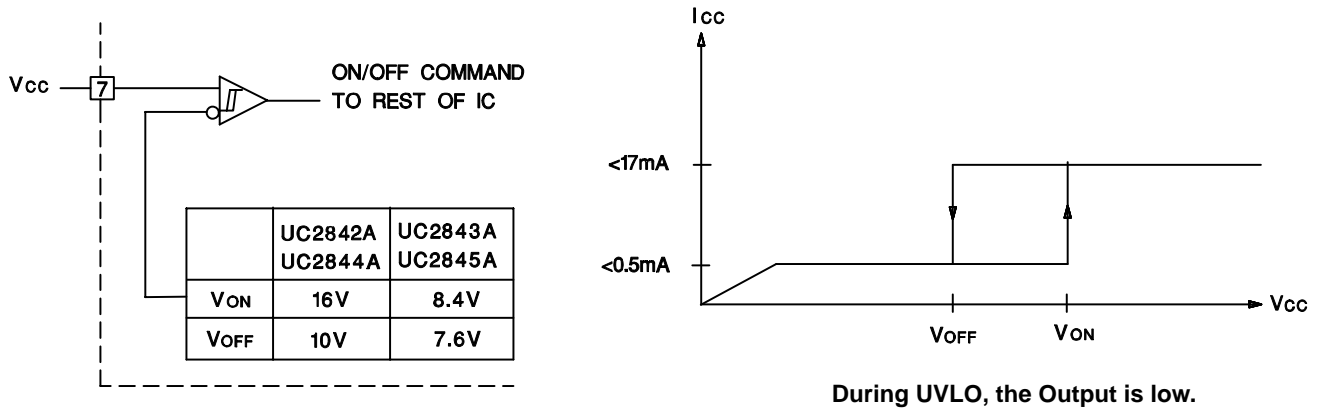 Vcc
7
ON/OFF COMMAND
TO REST OF IC
UC2842A UC2843A
UC2844A UC2845A
VON 16V 8.4V
VOFF 10V 7.6V
Icc
<17mA
<0.5mA
Vcc
VOFF VON
During UVLO, the Output is low.